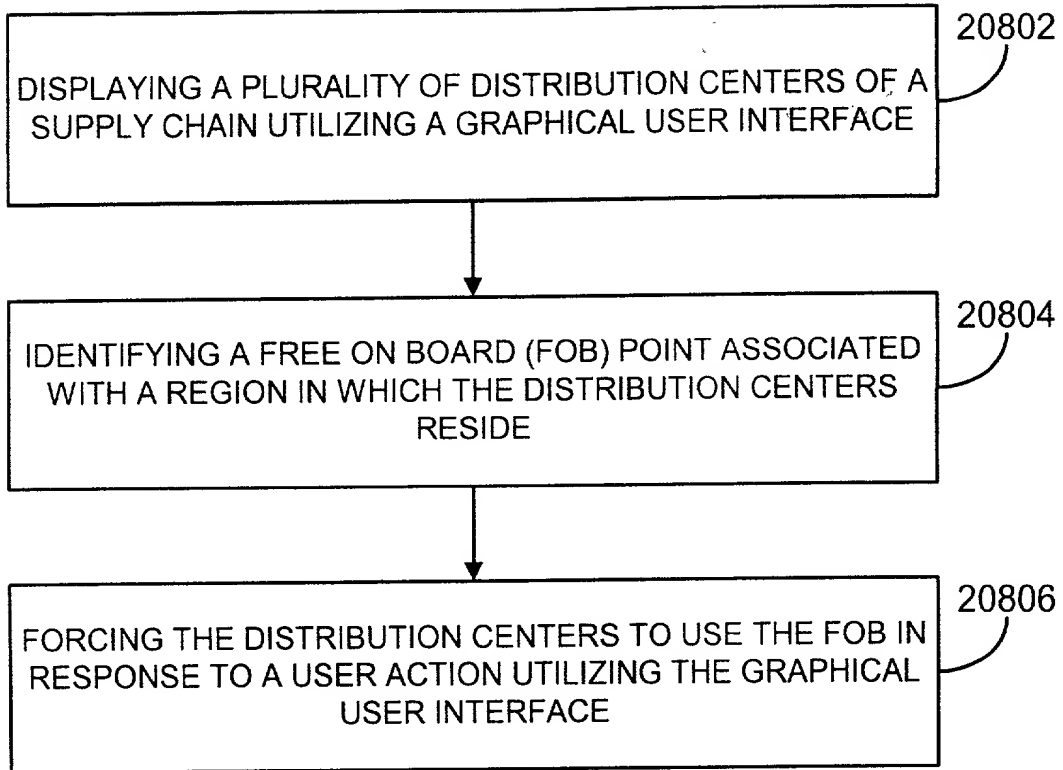 20802
DISPLAYING A PLURALITY OF DISTRIBUTION CENTERS OF A
SUPPLY CHAIN UTILIZING A GRAPHICAL USER INTERFACE
20804
IDENTIFYING A FREE ON BOARD (FOB) POINT ASSOCIATED
WITH A REGION IN WHICH THE DISTRIBUTION CENTERS
RESIDE
20806
FORCING THE DISTRIBUTION CENTERS TO USE THE FOB IN
RESPONSE TO A USER ACTION UTILIZING THE GRAPHICAL
USER INTERFACE